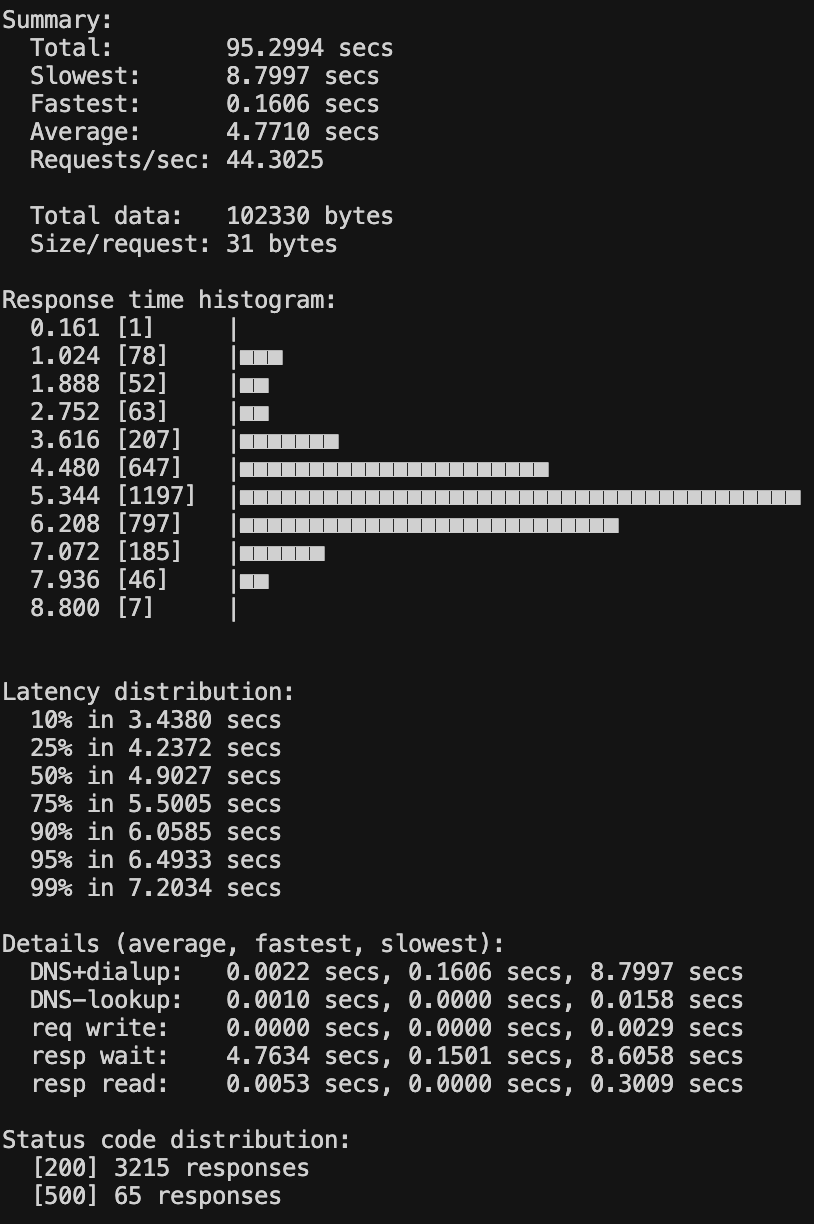 Summary:
  Total:        95.2994 secs
  Slowest:      8.7997 secs
  Fastest:      0.1606 secs
  Average:      4.7710 secs
  Requests/sec: 44.3025
  Total data:   102330 bytes
  Size/request: 31 bytes
Response time histogram:
  0.161 [1]     |
  1.024 [78]    |■■■
  1.888 [52]    |■■
  2.752 [63]    |■■
  3.616 [207]   |■■■■■■■
  4.480 [647]   |■■■■■■■■■■■■■■■■■■■■■■
  5.344 [1197]  |■■■■■■■■■■■■■■■■■■■■■■■■■■■■■■■■■■■■■■■■
  6.208 [797]   |■■■■■■■■■■■■■■■■■■■■■■■■■■■
  7.072 [185]   |■■■■■■
  7.936 [46]    |■■
  8.800 [7]     |
Latency distribution:
  10% in 3.4380 secs
  25% in 4.2372 secs
  50% in 4.9027 secs
  75% in 5.5005 secs
  90% in 6.0585 secs
  95% in 6.4933 secs
  99% in 7.2034 secs
Details (average, fastest, slowest):
  DNS+dialup:   0.0022 secs, 0.1606 secs, 8.7997 secs
  DNS-lookup:   0.0010 secs, 0.0000 secs, 0.0158 secs
  req write:    0.0000 secs, 0.0000 secs, 0.0029 secs
  resp wait:    4.7634 secs, 0.1501 secs, 8.6058 secs
  resp read:    0.0053 secs, 0.0000 secs, 0.3009 secs
Status code distribution:
  [200] 3215 responses
  [500] 65 responses